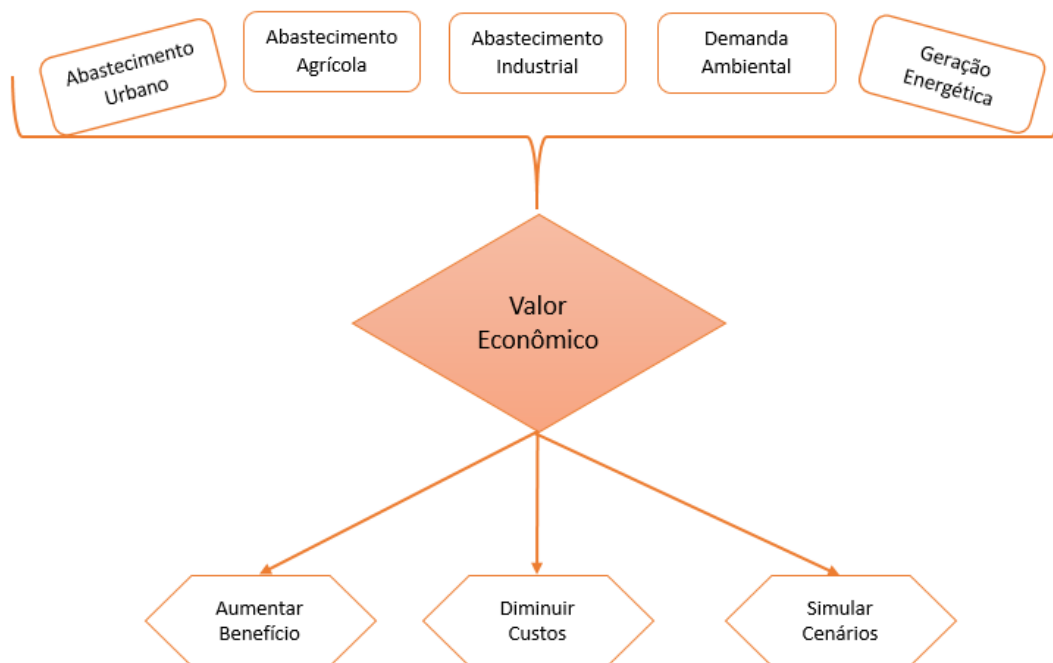 Abastecimento
Urbano
Abastecimento
Agrícola
Abastecimento
Industrial
Demanda
Ambiental
Geração
Energética
Valor
Econômico
Aumentar
Benefício
Diminuir
Custos
Simular
Cenários